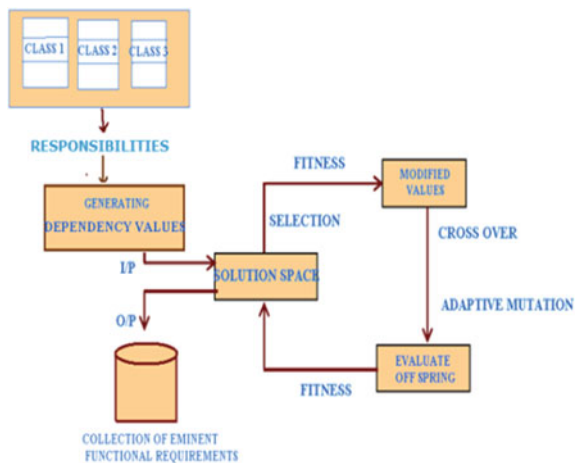 CLASS 1
CLASS 2
CLASS 3
RESPONSIBILITIES
GENERATING
DEPENDENCY VALUES
I/P
O/P
SOLUTION SPACE
FITNESS
SELECTION
MODIFIED
VALUES
CROSS OVER
ADAPTIVE MUTATION
EVALUATE
OFF SPRING
FITNESS
COLLECTION OF EMINENT
FUNCTIONAL REQUIREMENTS